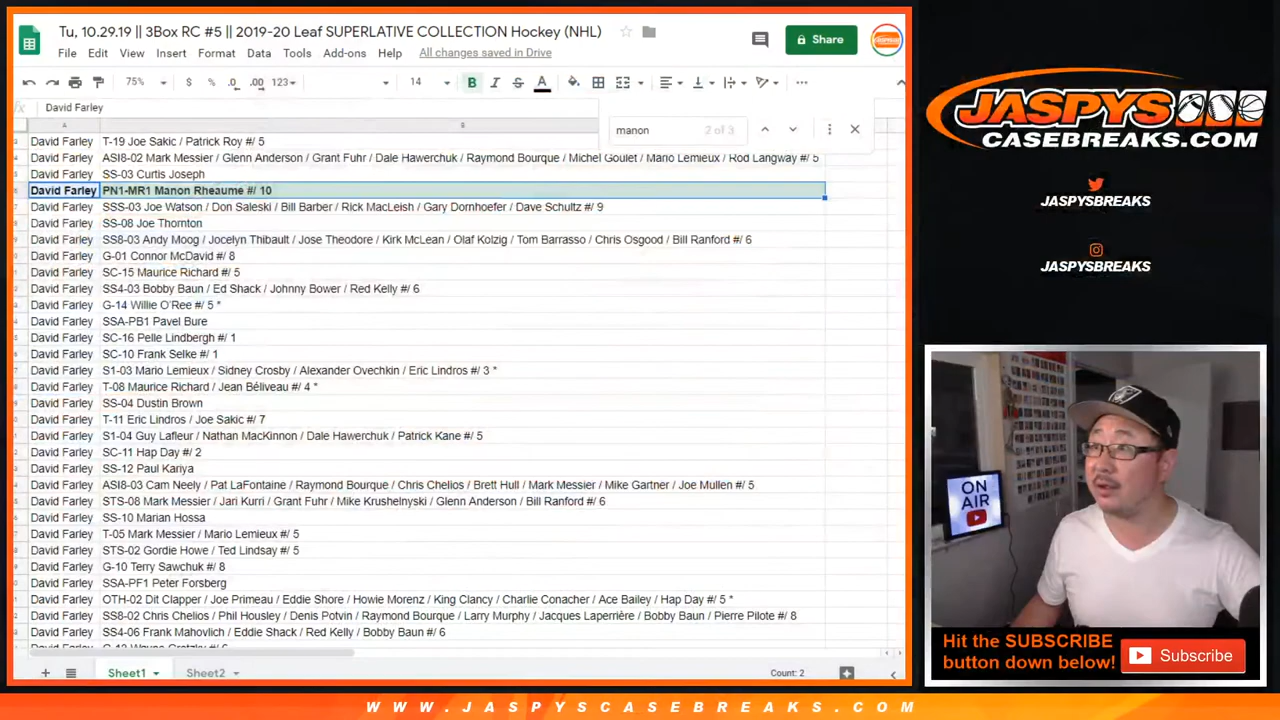 Tu, 10.29.19 || 3Box RC #5 || 2019-20 Leaf SUPERLATIVE COLLECTION Hockey (NHL)
File Edit View Insert Format Data Tools Add-ons Help All changes saved in Drive
Share
75% $ % .0 .00 123 14 B I S A
fx David Farley
manon 2 of 3
A B
David Farley T-19 Joe Sakic / Patrick Roy #/ 5
David Farley ASI8-02 Mark Messier / Glenn Anderson / Grant Fuhr / Dale Hawerchuk / Raymond Bourque / Michel Goulet / Mario Lemieux / Rod Langway #/ 5
David Farley SS-03 Curtis Joseph
David Farley PN1-MR1 Manon Rheaume #/ 10
David Farley SSS-03 Joe Watson / Don Saleski / Bill Barber / Rick MacLeish / Gary Dornhoefer / Dave Schultz #/ 9
David Farley SS-08 Joe Thornton
David Farley SS8-03 Andy Moog / Jocelyn Thibault / Jose Theodore / Kirk McLean / Olaf Kolzig / Tom Barrasso / Chris Osgood / Bill Ranford #/ 6
David Farley G-01 Connor McDavid #/ 8
David Farley SC-15 Maurice Richard #/ 5
David Farley SS4-03 Bobby Baun / Ed Shack / Johnny Bower / Red Kelly #/ 6
David Farley G-14 Willie O'Ree #/ 5 *
David Farley SSA-PB1 Pavel Bure
David Farley SC-16 Pelle Lindbergh #/ 1
David Farley SC-10 Frank Selke #/ 1
David Farley S1-03 Mario Lemieux / Sidney Crosby / Alexander Ovechkin / Eric Lindros #/ 3 *
David Farley T-08 Maurice Richard / Jean Béliveau #/ 4 *
David Farley SS-04 Dustin Brown
David Farley T-11 Eric Lindros / Joe Sakic #/ 7
David Farley S1-04 Guy Lafleur / Nathan MacKinnon / Dale Hawerchuk / Patrick Kane #/ 5
David Farley SC-11 Hap Day #/ 2
David Farley SS-12 Paul Kariya
David Farley ASI8-03 Cam Neely / Pat LaFontaine / Raymond Bourque / Chris Chelios / Brett Hull / Mark Messier / Mike Gartner / Joe Mullen #/ 5
David Farley STS-08 Mark Messier / Jari Kurri / Grant Fuhr / Mike Krushelnyski / Glenn Anderson / Bill Ranford #/ 6
David Farley SS-10 Marian Hossa
David Farley T-05 Mark Messier / Mario Lemieux #/ 5
David Farley STS-02 Gordie Howe / Ted Lindsay #/ 5
David Farley G-10 Terry Sawchuk #/ 8
David Farley SSA-PF1 Peter Forsberg
David Farley OTH-02 Dit Clapper / Joe Primeau / Eddie Shore / Howie Morenz / King Clancy / Charlie Conacher / Ace Bailey / Hap Day #/ 5 *
David Farley SS8-02 Chris Chelios / Phil Housley / Denis Potvin / Raymond Bourque / Larry Murphy / Jacques Laperrière / Bobby Baun / Pierre Pilote #/ 8
David Farley SS4-06 Frank Mahovlich / Eddie Shack / Red Kelly / Bobby Baun #/ 6
Sheet1 Sheet2 Count: 2
JASPYS
CASEBREAKS.COM
JASPYSBREAKS
JASPYSBREAKS
ON
AIR
Hit the SUBSCRIBE
button down below!
Subscribe
WWW.JASPYSCASEBREAKS.COM